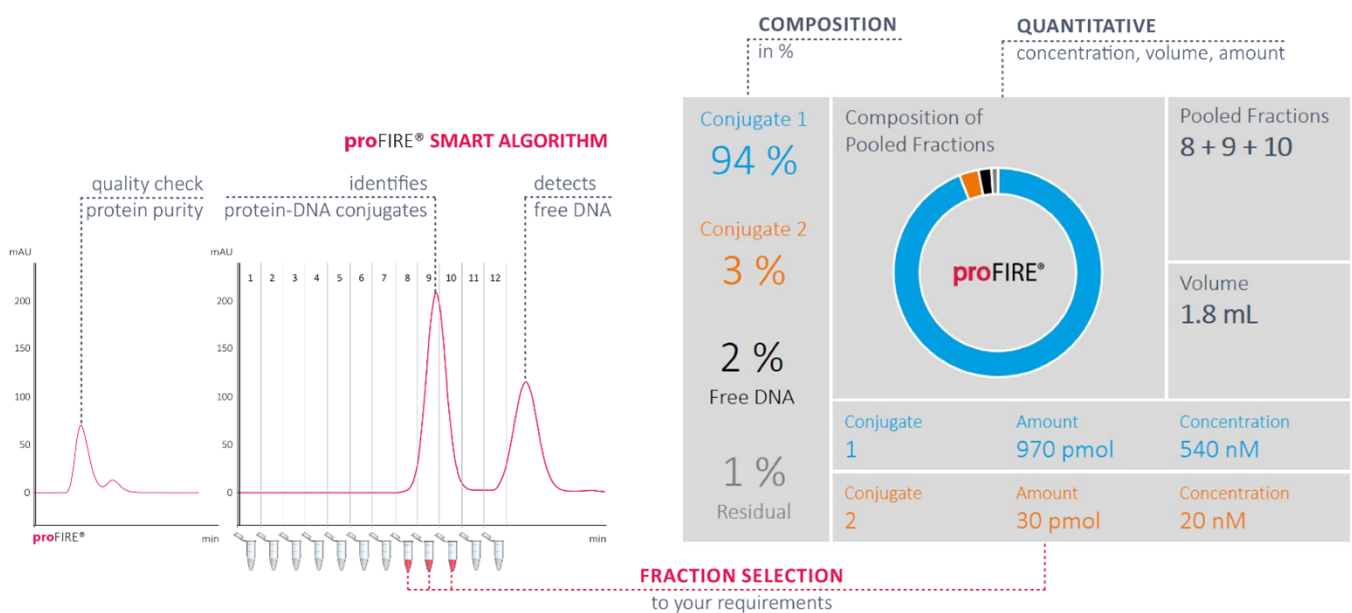 COMPOSITION
in %
QUANTITATIVE
concentration, volume, amount
proFIRE® SMART ALGORITHM
quality check
protein purity
identifies
protein-DNA conjugates
detects
free DNA
mAU
200
150
100
50
0
proFIRE®
min
mAU
1 2 3 4 5 6 7 8 9 10 11 12
200
150
100
50
0
min
Conjugate 1
94 %
Conjugate 2
3 %
2 %
Free DNA
1 %
Residual
Composition of
Pooled Fractions
proFIRE®
Pooled Fractions
8 + 9 + 10
Volume
1.8 mL
Conjugate Amount Concentration
1 970 pmol 540 nM
Conjugate Amount Concentration
2 30 pmol 20 nM
FRACTION SELECTION
to your requirements